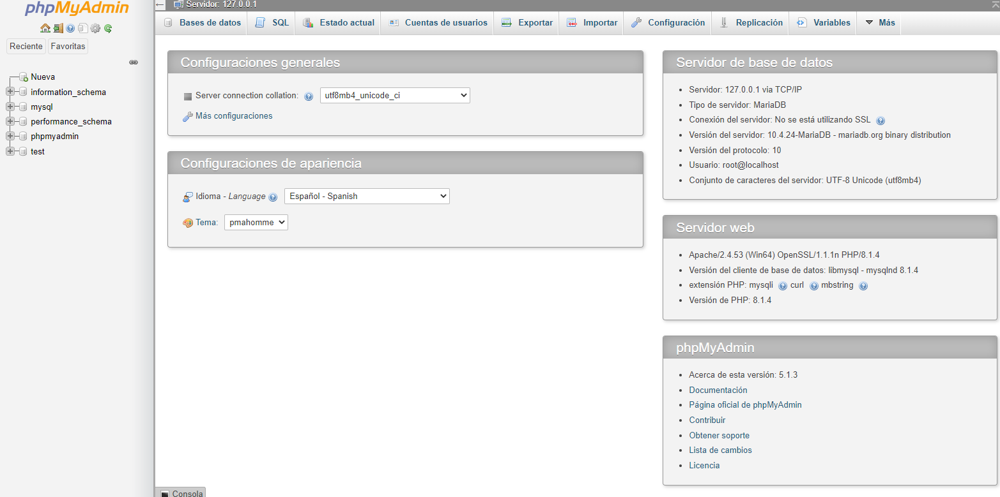 phpMyAdmin
Reciente Favoritas
Nueva
information_schema
mysql
performance_schema
phpmyadmin
test
Servidor: 127.0.0.1
Bases de datos SQL Estado actual Cuentas de usuarios Exportar Importar Configuración Replicación Variables Más
Configuraciones generales
Server connection collation: utf8mb4_unicode_ci
Más configuraciones
Configuraciones de apariencia
Idioma - Language Español - Spanish
Tema: pmahomme
Servidor de base de datos
Servidor: 127.0.0.1 via TCP/IP
Tipo de servidor: MariaDB
Conexión del servidor: No se está utilizando SSL
Versión del servidor: 10.4.24-MariaDB - mariadb.org binary distribution
Versión del protocolo: 10
Usuario: root@localhost
Conjunto de caracteres del servidor: UTF-8 Unicode (utf8mb4)
Servidor web
Apache/2.4.53 (Win64) OpenSSL/1.1.1n PHP/8.1.4
Versión del cliente de base de datos: libmysql - mysqlnd 8.1.4
extensión PHP: mysqli curl mbstring
Versión de PHP: 8.1.4
phpMyAdmin
Acerca de esta versión: 5.1.3
Documentación
Página oficial de phpMyAdmin
Contribuir
Obtener soporte
Lista de cambios
Licencia
Consola